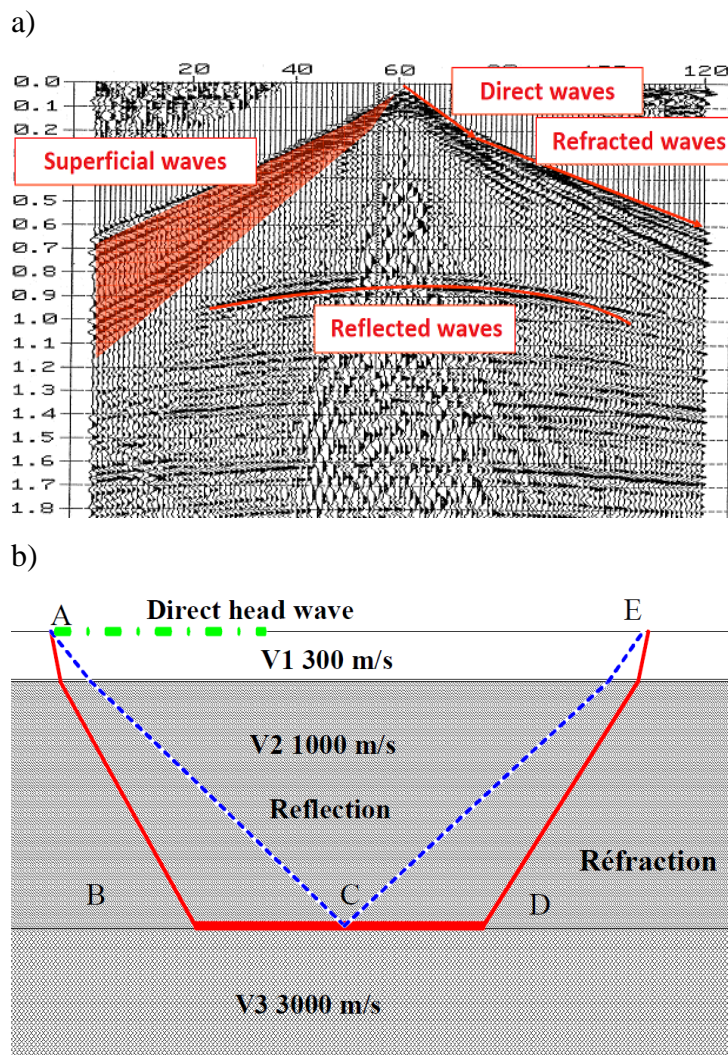 a)
20 40 60 120
0.0
0.1
0.2
Direct waves
Refracted waves
Superficial waves
0.5
0.6
0.7
0.8
0.9
1.0
Reflected waves
1.1
1.2
1.3
1.4
1.5
1.6
1.7
1.8
b)
A Direct head wave E
V1 300 m/s
V2 1000 m/s
Reflection
Réfraction
B C D
V3 3000 m/s